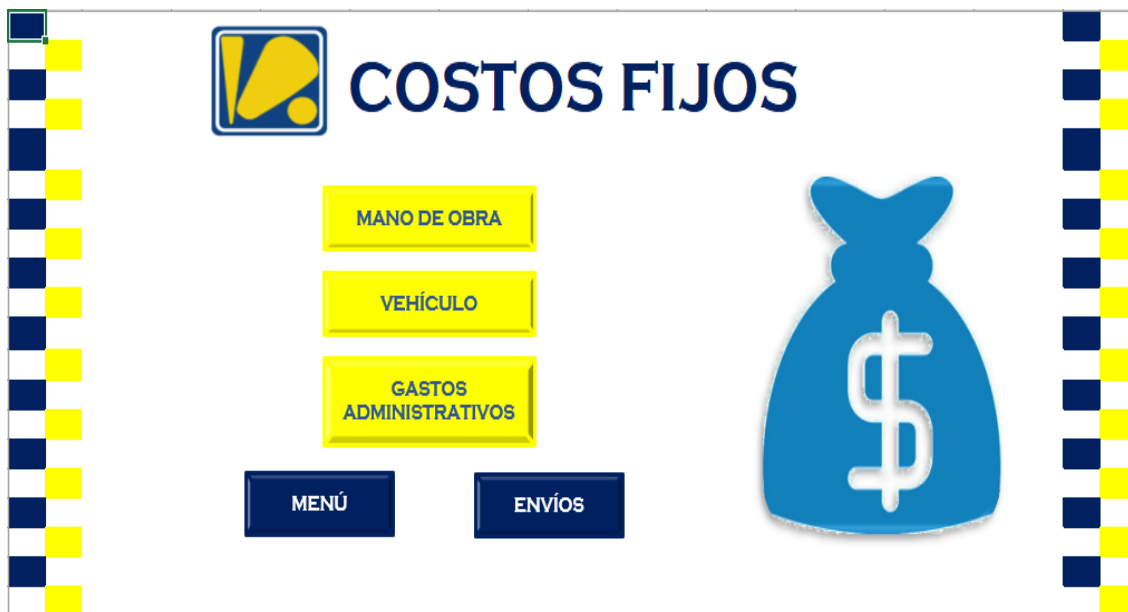 COSTOS FIJOS
MANO DE OBRA
VEHÍCULO
GASTOS
ADMINISTRATIVOS
MENÚ
ENVÍOS
$